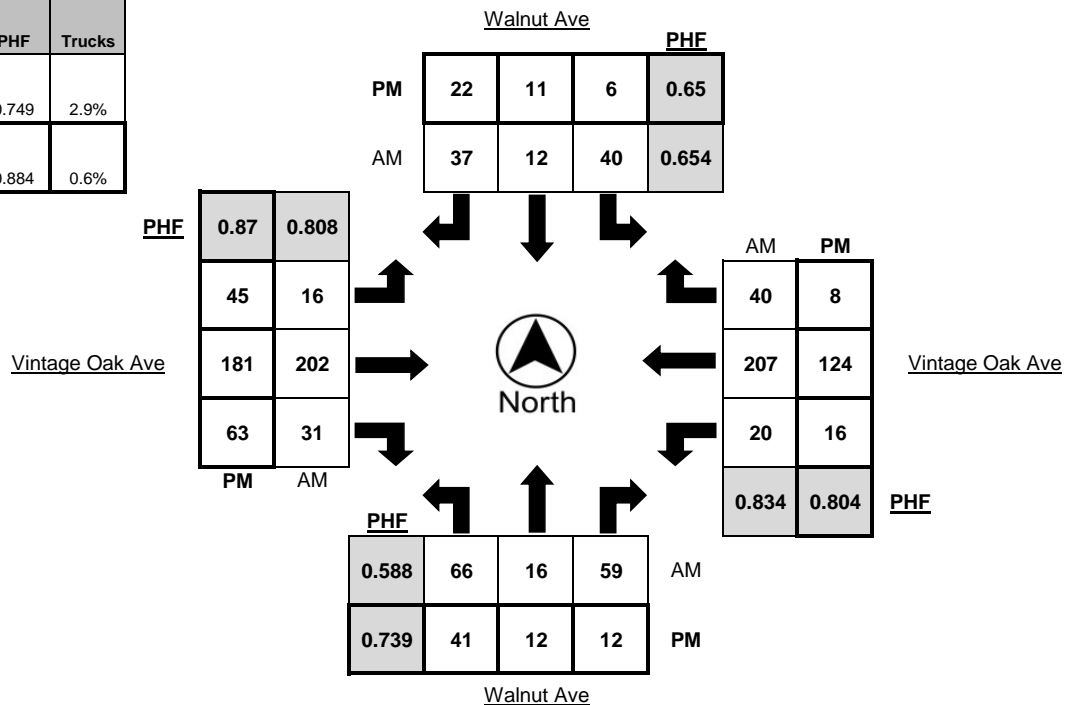 PHF Trucks
0.749 2.9%
0.884 0.6%
Walnut Ave
PHF
PM 22 11 6 0.65
AM 37 12 40 0.654
PHF 0.87 0.808
45 16
Vintage Oak Ave 181 202
63 31
PM AM
North
AM PM
40 8
207 124 Vintage Oak Ave
20 16
0.834 0.804 PHF
PHF
0.588 66 16 59 AM
0.739 41 12 12 PM
Walnut Ave